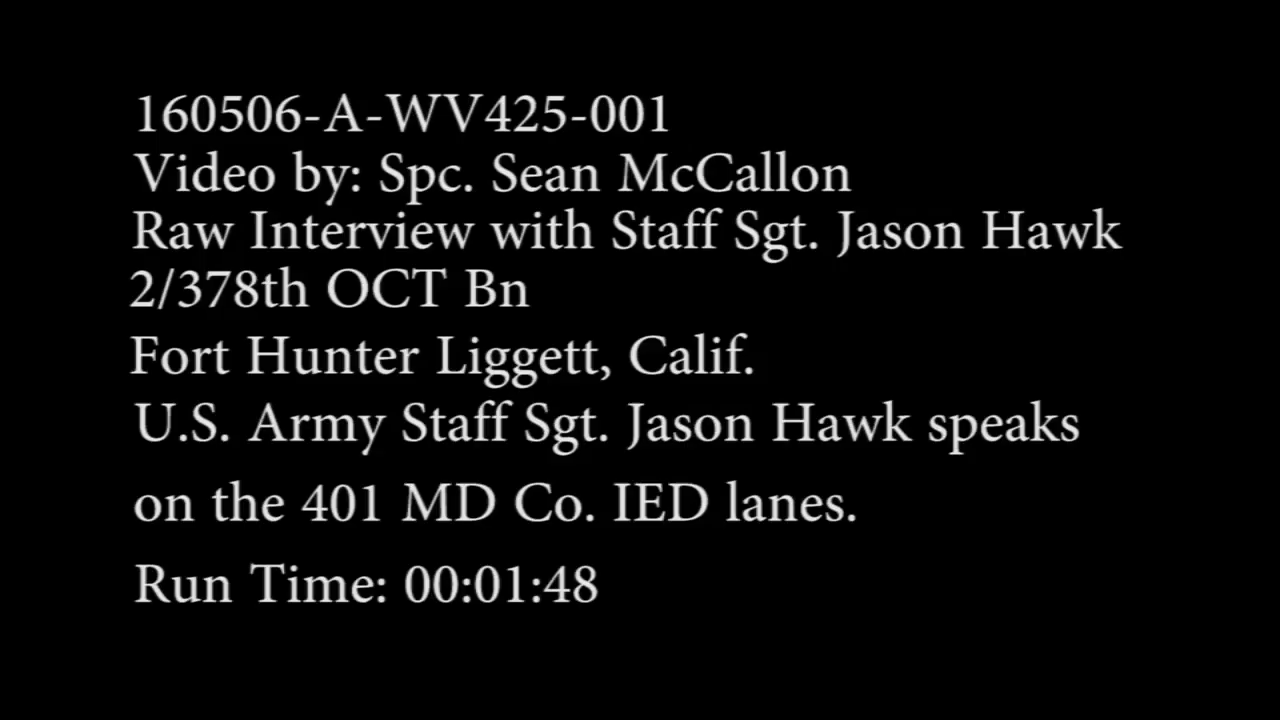 160506-A-WV425-001
Video by: Spc. Sean McCallon
Raw Interview with Staff Sgt. Jason Hawk
2/378th OCT Bn
Fort Hunter Liggett, Calif.
U.S. Army Staff Sgt. Jason Hawk speaks
on the 401 MD Co. IED lanes.
Run Time: 00:01:48